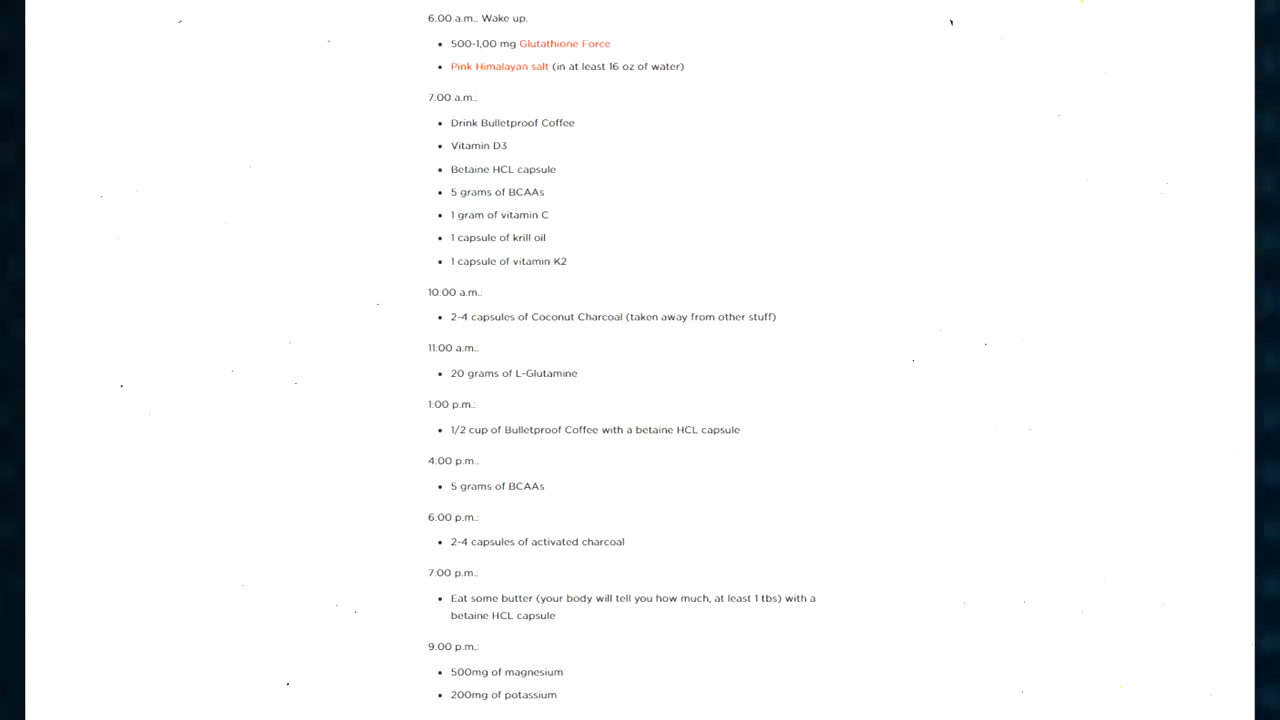 6:00 a.m.: Wake up.
500-1,00 mg Glutathione Force
Pink Himalayan salt (in at least 16 oz of water)
7:00 a.m.:
Drink Bulletproof Coffee
Vitamin D3
Betaine HCL capsule
5 grams of BCAAs
1 gram of vitamin C
1 capsule of krill oil
1 capsule of vitamin K2
10:00 a.m.:
2-4 capsules of Coconut Charcoal (taken away from other stuff)
11:00 a.m.:
20 grams of L-Glutamine
1:00 p.m.:
1/2 cup of Bulletproof Coffee with a betaine HCL capsule
4:00 p.m.:
5 grams of BCAAs
6:00 p.m.:
2-4 capsules of activated charcoal
7:00 p.m.:
Eat some butter (your body will tell you how much, at least 1 tbs) with a
betaine HCL capsule
9:00 p.m.:
500mg of magnesium
200mg of potassium